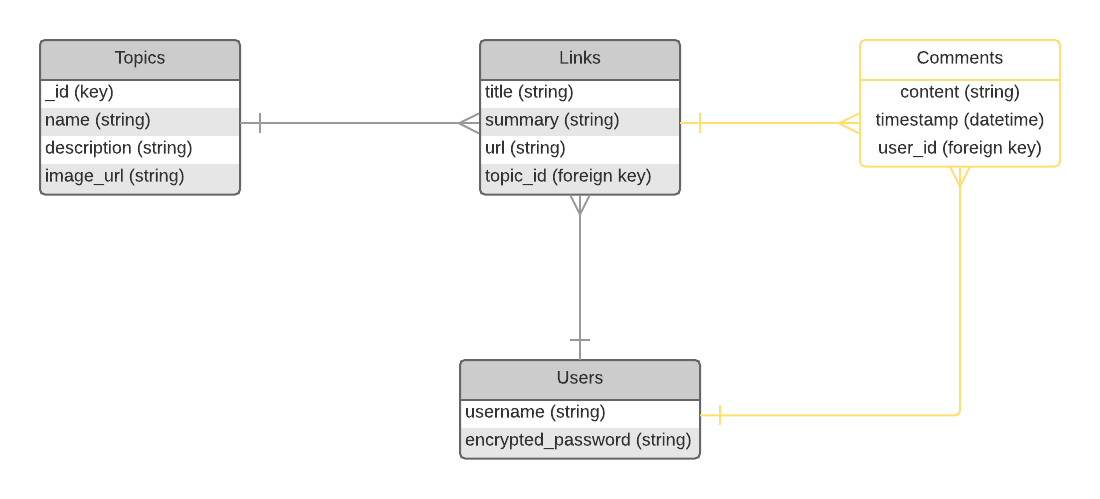 Topics
_id (key)
name (string)
description (string)
image_url (string)
Links
title (string)
summary (string)
url (string)
topic_id (foreign key)
Comments
content (string)
timestamp (datetime)
user_id (foreign key)
Users
username (string)
encrypted_password (string)